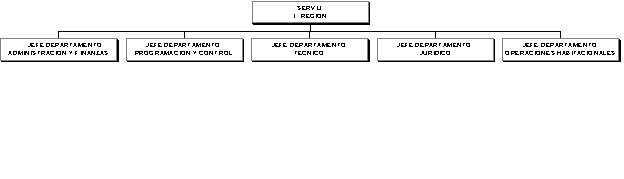 SERVIU
I REGION
JEFE DEPARTAMENTO
ADMINISTRACION Y FINANZAS
JEFE DEPARTAMENTO
PROGRAMACION Y CONTROL
JEFE DEPARTAMENTO
TECNICO
JEFE DEPARTAMENTO
JURIDICO
JEFE DEPARTAMENTO
OPERACIONES HABITACIONALES